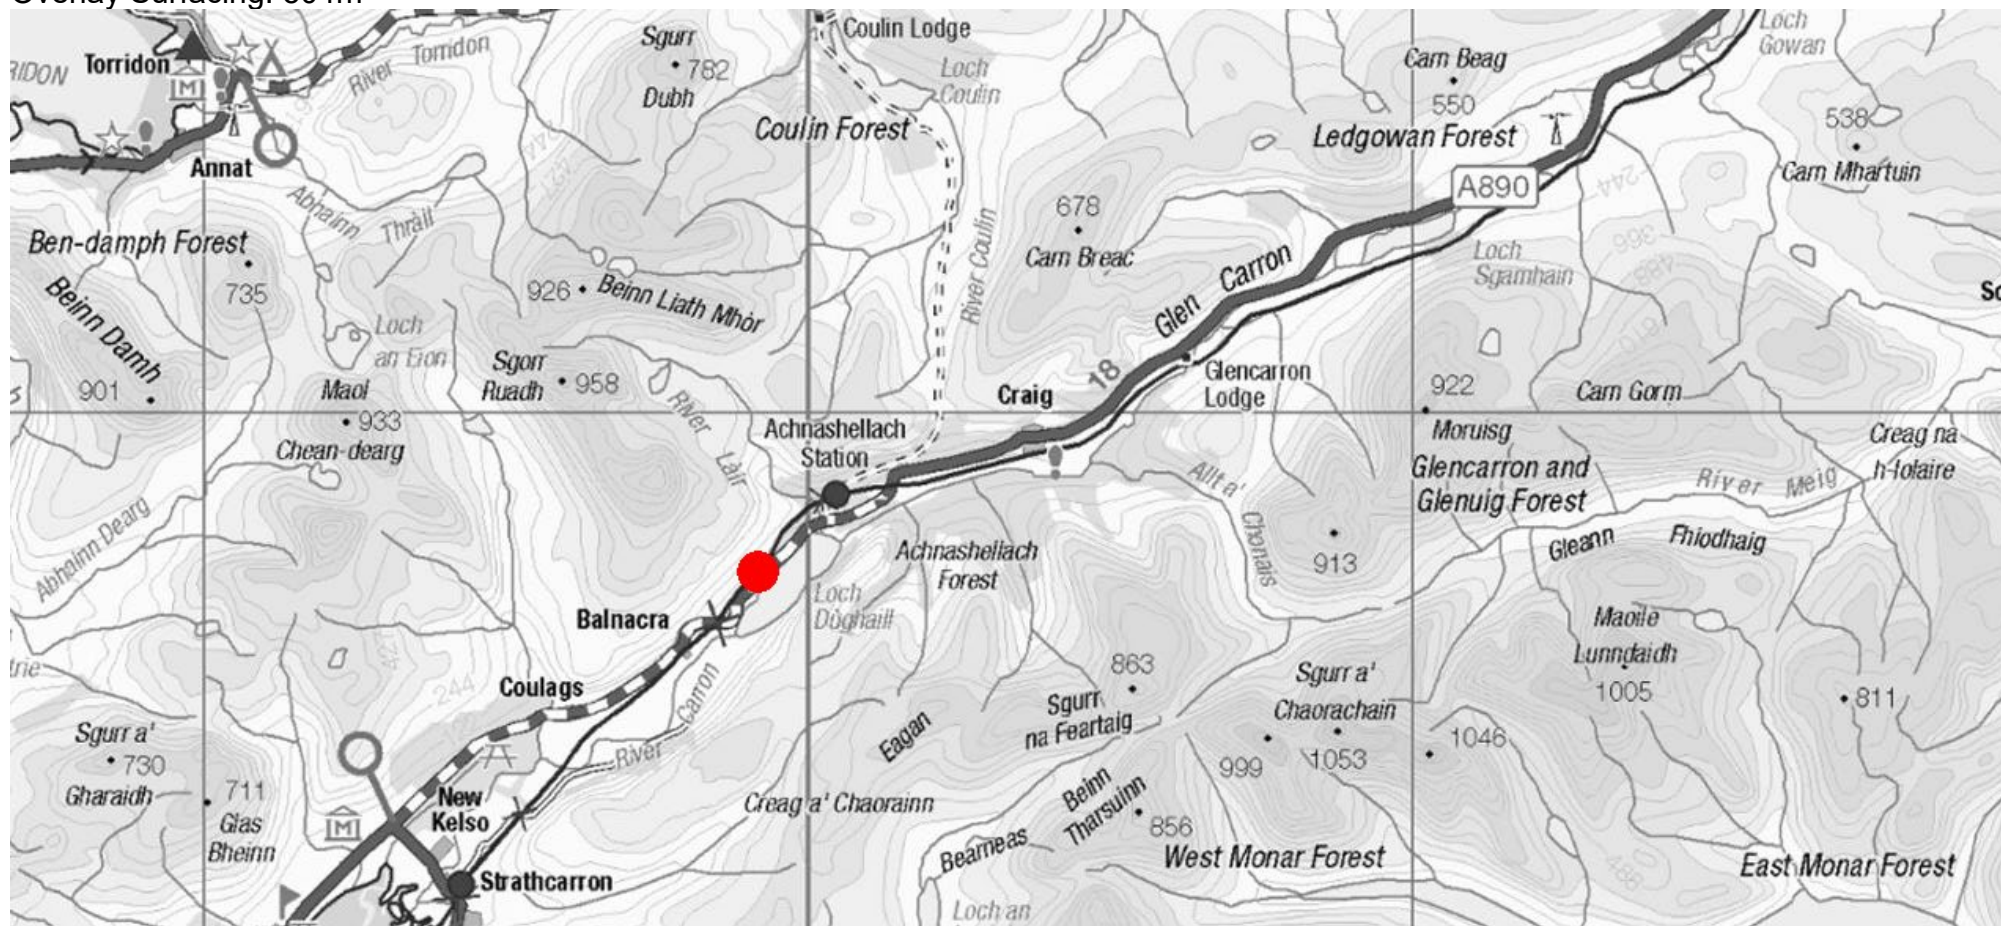 Coulin Lodge
Loch
Gowan
Torridon
River
Torridon
Sgurr
782
Dubh
Loch
Coulin
Carn Beag
550
538
Coulin Forest
Ledgowan Forest
Annat
Carn Mhartuin
A890
244
Abhainn
Thràil
678
River Coulin
Carn Breac
Glen Carron
Loch
Sgamhain
366
488
Ben-damph Forest
735
Beinn Damh
926
Beinn Liath Mhòr
Loch
an Eion
Sgorr
Ruadh
958
18
Glencarron
Lodge
Craig
901
Maol
933
Chean-dearg
922
Moruisg
Carn Gorm
River
Làir
Achnashellach
Station
Creag na
h-Iolaire
Glencarron and
Glenuig Forest
Allt a'
Chonais
River Meig
Abhainn Dearg
Achnashellach
Forest
913
Gleann Fhiodhaig
Balnacra
Loch
Dùghaill
Maoile
Lunndaidh
1005
Coulags
244
River
Carron
863
Sgurr
na Feartaig
Sgurr a'
Chaorachain
811
Eagan
Sgurr a'
730
Gharaidh
999
1053
1046
711
Glas
Bheinn
M
New
Kelso
Creag a' Chaorainn
Beinn
Tharsuinn
856
Bearneas
West Monar Forest
East Monar Forest
488
Strathcarron
Loch an